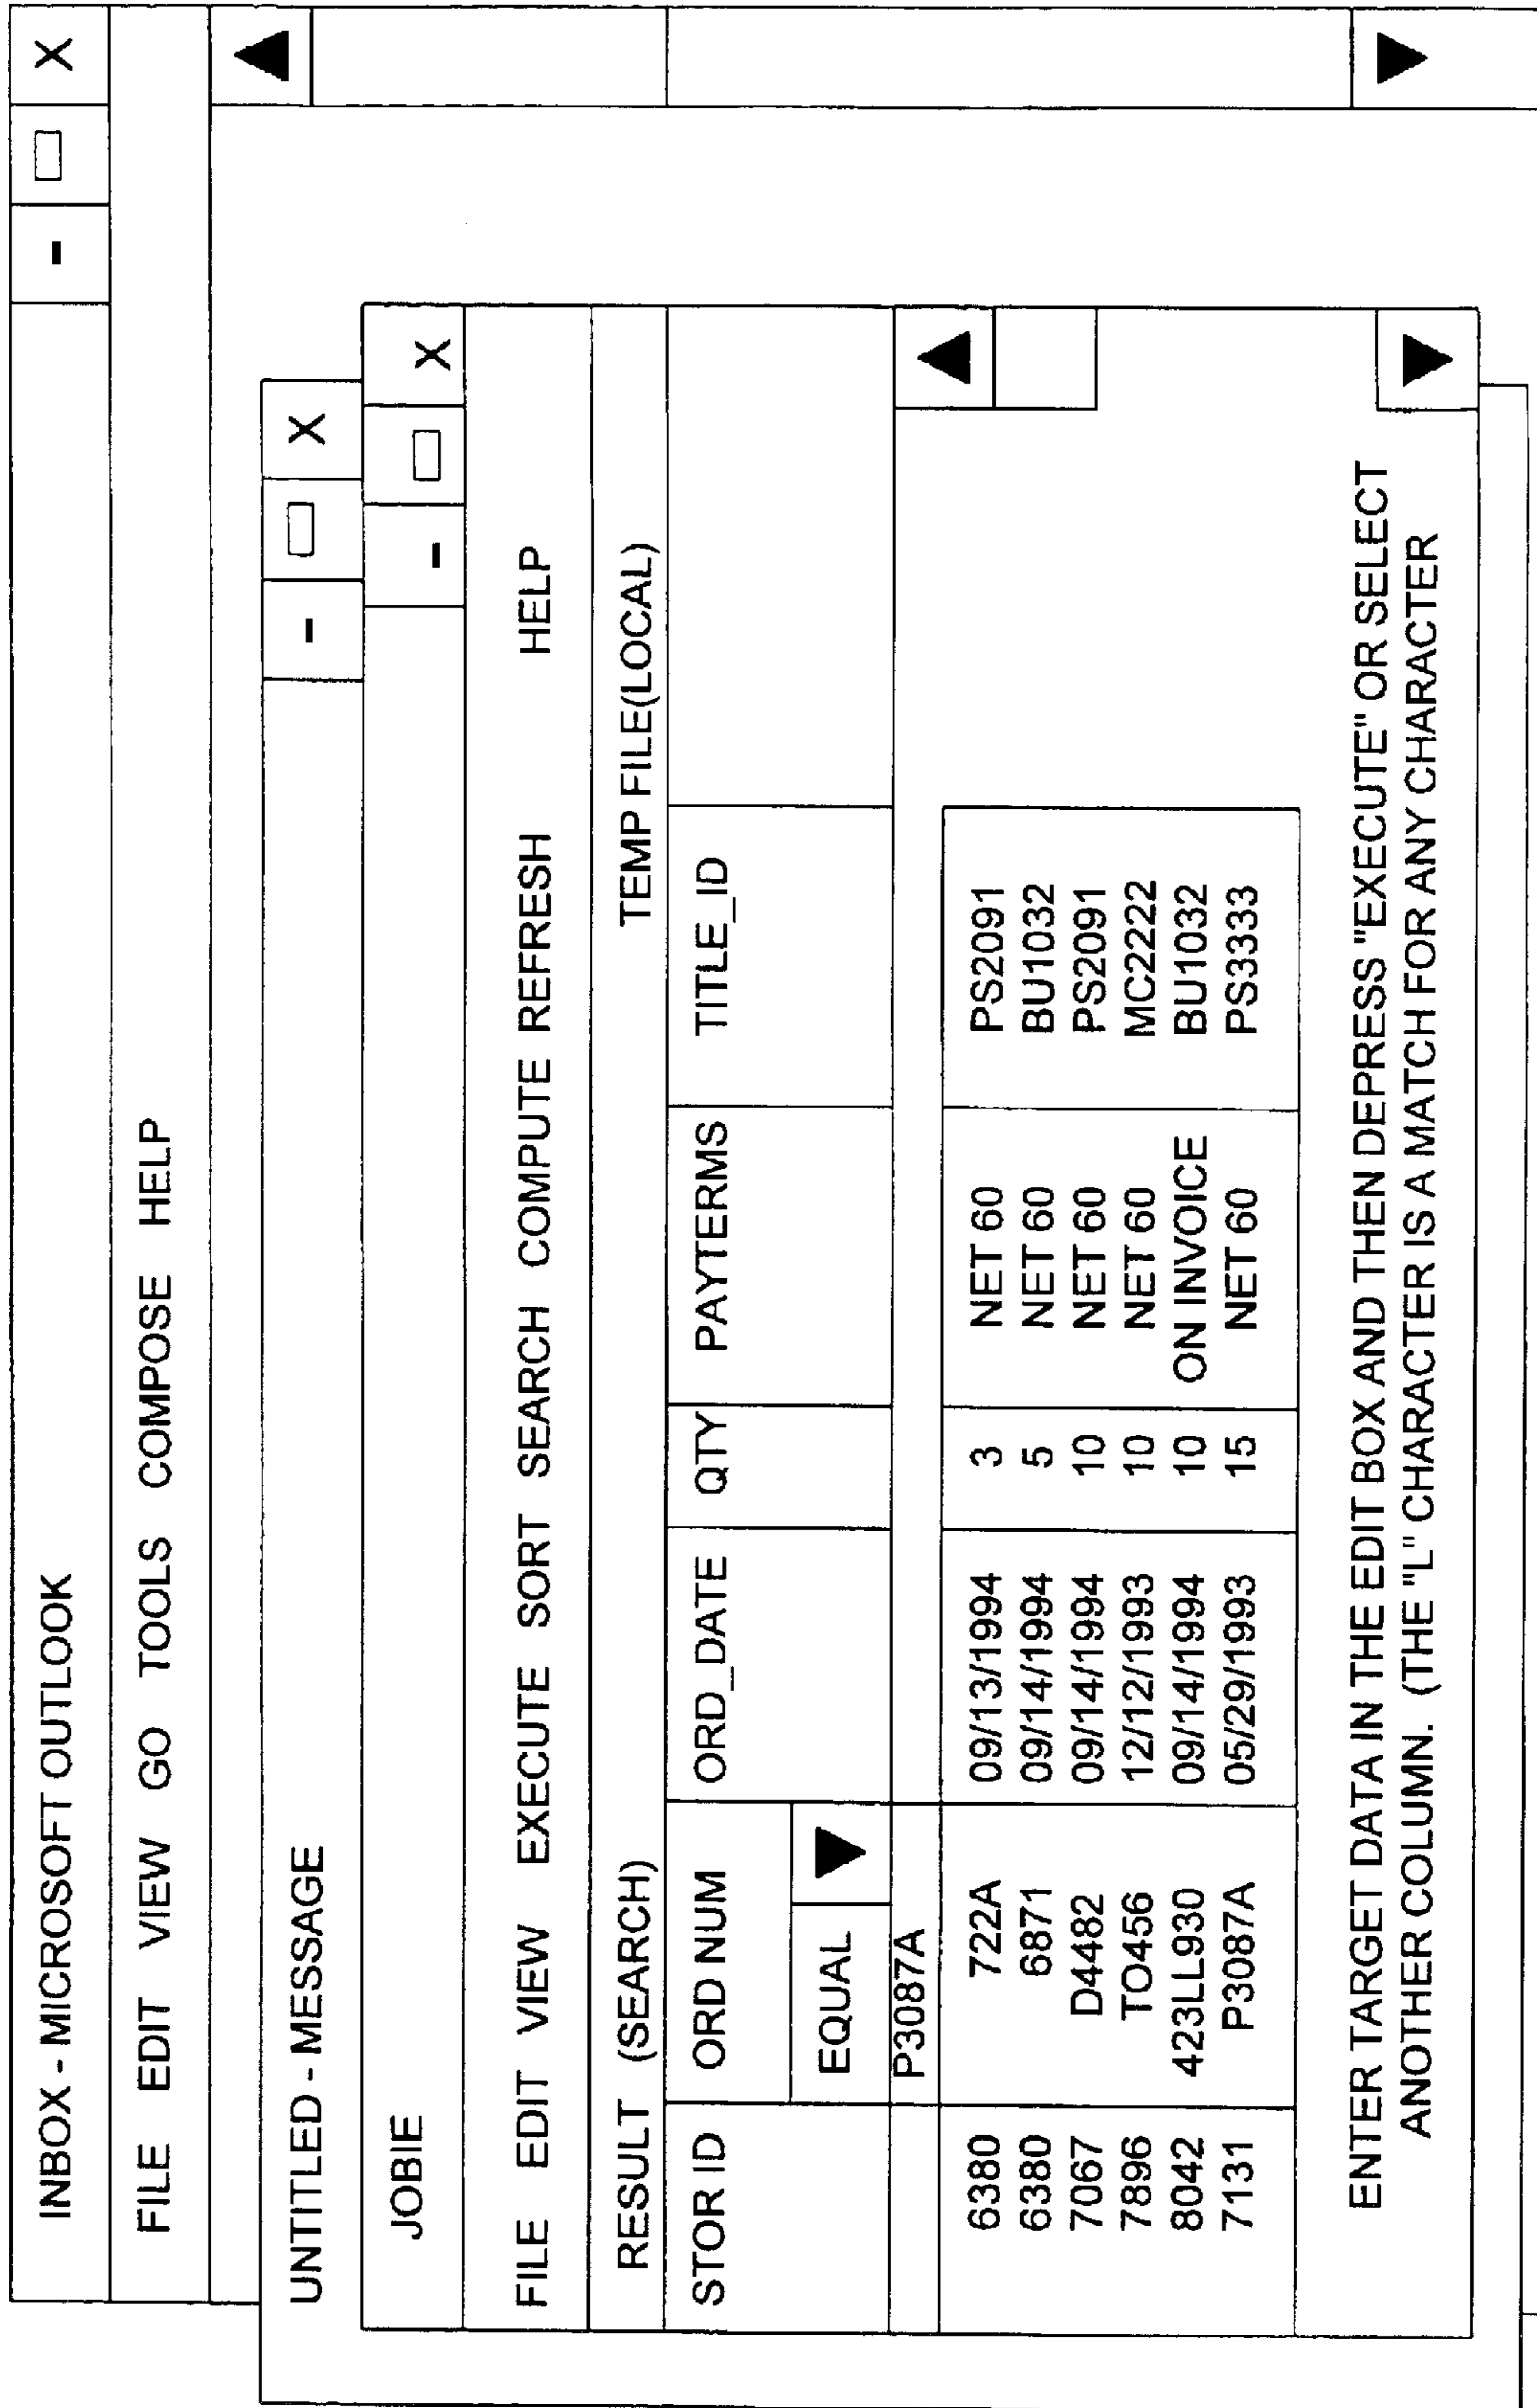 INBOX - MICROSOFT OUTLOOK - X
FILE EDIT VIEW GO TOOLS COMPOSE HELP
UNTITLED - MESSAGE - X
JOBIE - X
FILE EDIT VIEW EXECUTE SORT SEARCH COMPUTE REFRESH HELP
RESULT (SEARCH) TEMP FILE(LOCAL)
STOR ID ORD NUM ORD_DATE QTY PAYTERMS TITLE_ID
EQUAL
P3087A
6380 722A 09/13/1994 3 NET 60 PS2091
6380 6871 09/14/1994 5 NET 60 BU1032
7067 D4482 09/14/1994 10 NET 60 PS2091
7896 TO456 12/12/1993 10 NET 60 MC2222
8042 423LL930 09/14/1994 10 ON INVOICE BU1032
7131 P3087A 05/29/1993 15 NET 60 PS3333
ENTER TARGET DATA IN THE EDIT BOX AND THEN DEPRESS "EXECUTE" OR SELECT
ANOTHER COLUMN. (THE "L" CHARACTER IS A MATCH FOR ANY CHARACTER